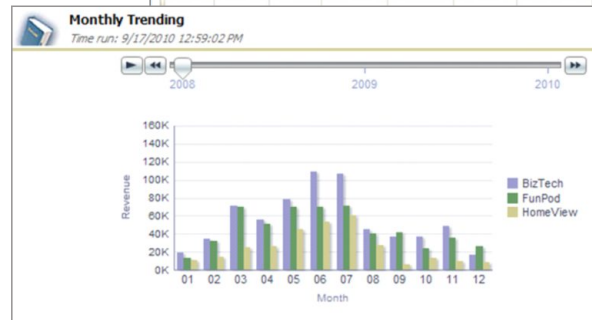 Monthly Trending
Time run: 9/17/2010 12:59:02 PM
2008 2009 2010
160K
140K
120K
100K
80K
60K
40K
20K
0K
Revenue
01 02 03 04 05 06 07 08 09 10 11 12
Month
BizTech
FunPod
HomeView